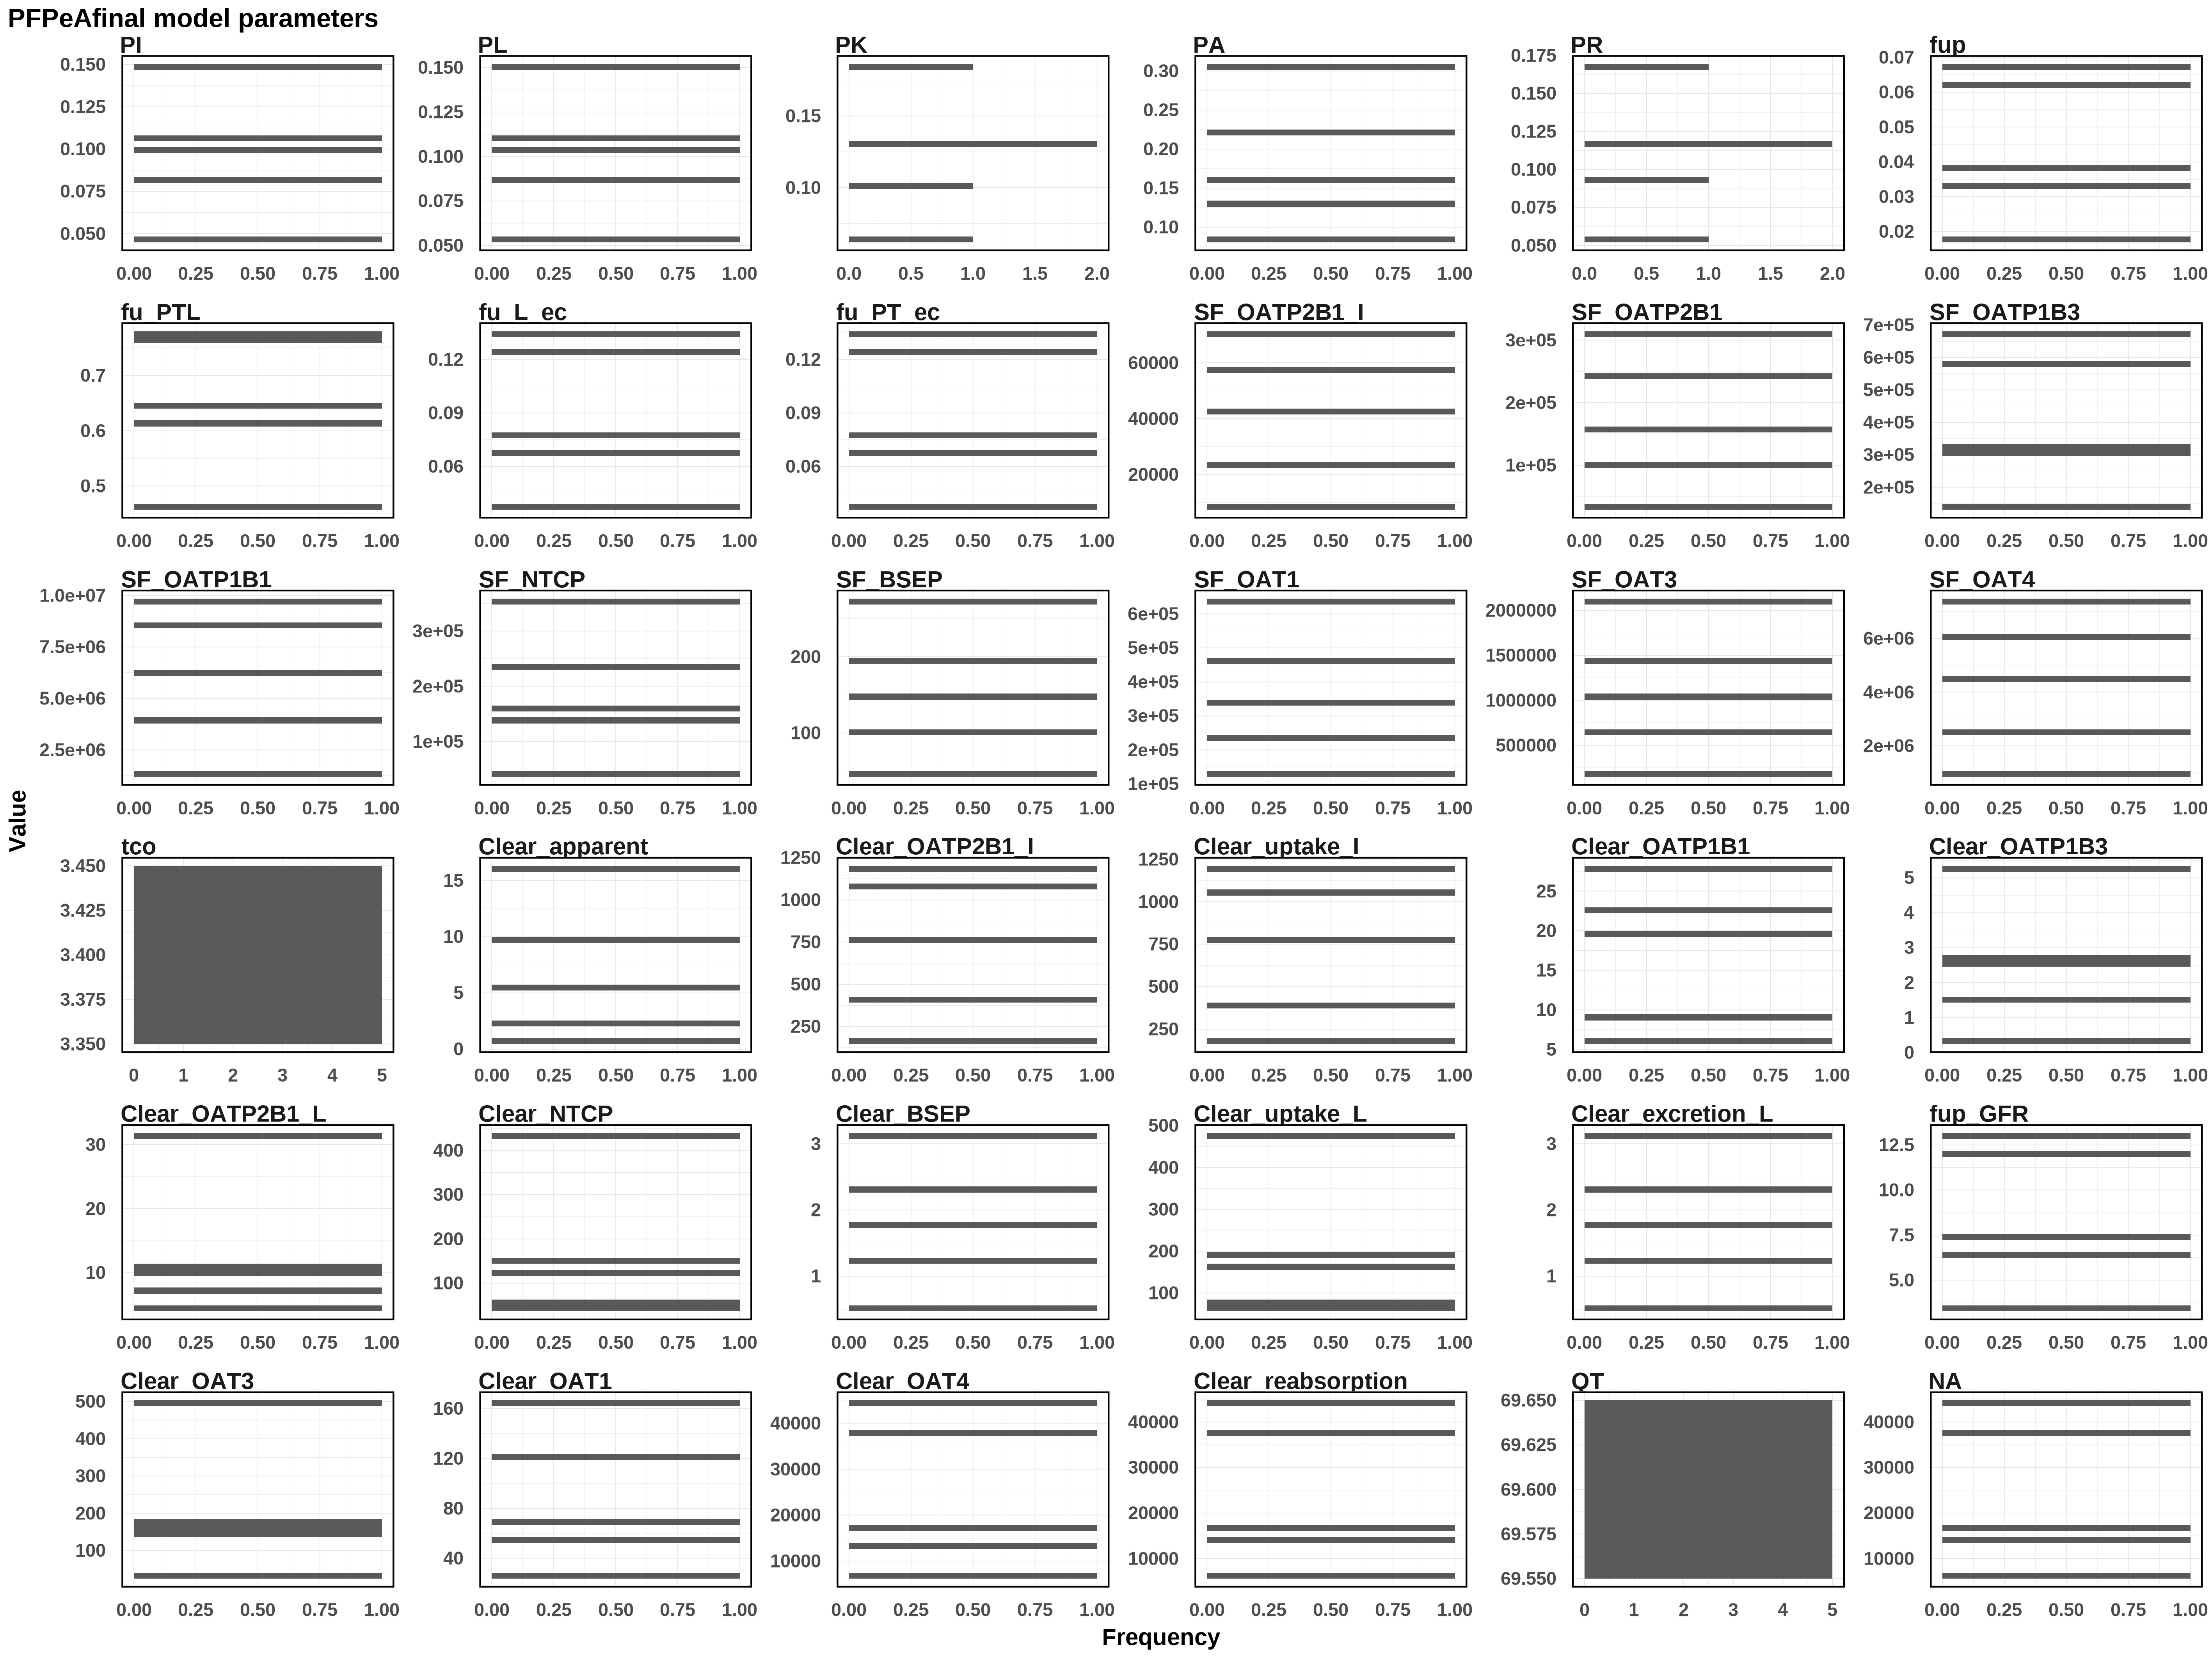 PFPeAfinal model parameters
PI PL PK PA PR fup
0.150 0.125 0.100 0.075 0.050
0.150 0.125 0.100 0.075 0.050
0.15 0.10
0.30 0.25 0.20 0.15 0.10
0.175 0.150 0.125 0.100 0.075 0.050
0.07 0.06 0.05 0.04 0.03 0.02
0.00 0.25 0.50 0.75 1.00
0.00 0.25 0.50 0.75 1.00
0.0 0.5 1.0 1.5 2.0
0.00 0.25 0.50 0.75 1.00
0.0 0.5 1.0 1.5 2.0
0.00 0.25 0.50 0.75 1.00
fu_PTL fu_L_ec fu_PT_ec SF_OATP2B1_I SF_OATP2B1 SF_OATP1B3
0.7 0.6 0.5
0.12 0.09 0.06
0.12 0.09 0.06
60000 40000 20000
3e+05 2e+05 1e+05
7e+05 6e+05 5e+05 4e+05 3e+05 2e+05
0.00 0.25 0.50 0.75 1.00
0.00 0.25 0.50 0.75 1.00
0.00 0.25 0.50 0.75 1.00
0.00 0.25 0.50 0.75 1.00
0.00 0.25 0.50 0.75 1.00
0.00 0.25 0.50 0.75 1.00
SF_OATP1B1 SF_NTCP SF_BSEP SF_OAT1 SF_OAT3 SF_OAT4
1.0e+07 7.5e+06 5.0e+06 2.5e+06
3e+05 2e+05 1e+05
200 100
6e+05 5e+05 4e+05 3e+05 2e+05 1e+05
2000000 1500000 1000000 500000
6e+06 4e+06 2e+06
0.00 0.25 0.50 0.75 1.00
0.00 0.25 0.50 0.75 1.00
0.00 0.25 0.50 0.75 1.00
0.00 0.25 0.50 0.75 1.00
0.00 0.25 0.50 0.75 1.00
0.00 0.25 0.50 0.75 1.00
Value
tco Clear_apparent Clear_OATP2B1_I Clear_uptake_I Clear_OATP1B1 Clear_OATP1B3
3.450 3.425 3.400 3.375 3.350
15 10 5 0
1250 1000 750 500 250
1250 1000 750 500 250
25 20 15 10 5
5 4 3 2 1 0
0 1 2 3 4 5
0.00 0.25 0.50 0.75 1.00
0.00 0.25 0.50 0.75 1.00
0.00 0.25 0.50 0.75 1.00
0.00 0.25 0.50 0.75 1.00
0.00 0.25 0.50 0.75 1.00
Clear_OATP2B1_L Clear_NTCP Clear_BSEP Clear_uptake_L Clear_excretion_L fup_GFR
30 20 10
400 300 200 100
3 2 1
500 400 300 200 100
3 2 1
12.5 10.0 7.5 5.0
0.00 0.25 0.50 0.75 1.00
0.00 0.25 0.50 0.75 1.00
0.00 0.25 0.50 0.75 1.00
0.00 0.25 0.50 0.75 1.00
0.00 0.25 0.50 0.75 1.00
0.00 0.25 0.50 0.75 1.00
Clear_OAT3 Clear_OAT1 Clear_OAT4 Clear_reabsorption QT NA
500 400 300 200 100
160 120 80 40
40000 30000 20000 10000
40000 30000 20000 10000
69.650 69.625 69.600 69.575 69.550
40000 30000 20000 10000
0.00 0.25 0.50 0.75 1.00
0.00 0.25 0.50 0.75 1.00
0.00 0.25 0.50 0.75 1.00
0.00 0.25 0.50 0.75 1.00
0 1 2 3 4 5
0.00 0.25 0.50 0.75 1.00
Frequency